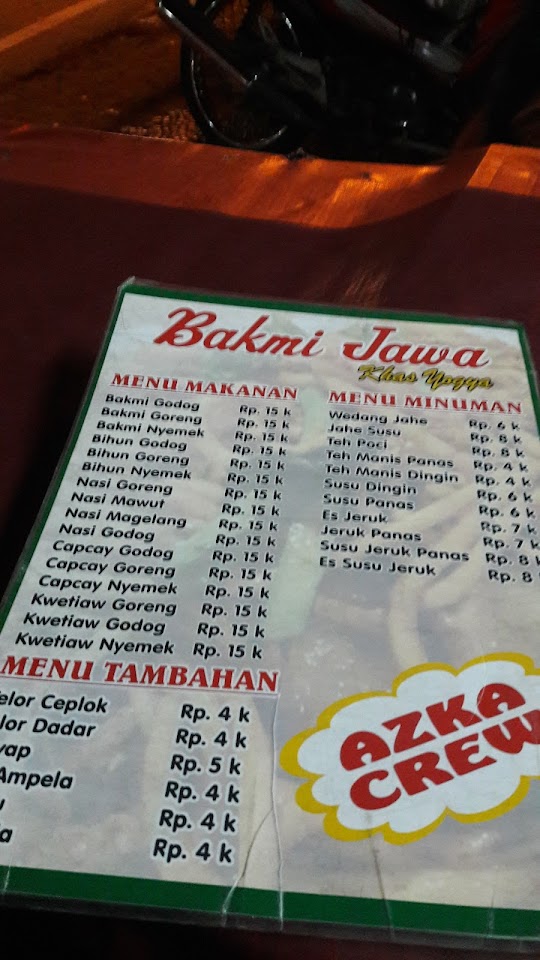 Bakmi Jawa
Khas Yogya
MENU MAKANAN
Bakmi Godog Rp. 15 k
Bakmi Goreng Rp. 15 k
Bakmi Nyemek Rp. 15 k
Bihun Godog Rp. 15 k
Bihun Goreng Rp. 15 k
Bihun Nyemek Rp. 15 k
Nasi Goreng Rp. 15 k
Nasi Mawut Rp. 15 k
Nasi Magelang Rp. 15 k
Nasi Godog Rp. 15 k
Capcay Godog Rp. 15 k
Capcay Goreng Rp. 15 k
Capcay Nyemek Rp. 15 k
Kwetiaw Goreng Rp. 15 k
Kwetiaw Godog Rp. 15 k
Kwetiaw Nyemek Rp. 15 k
MENU TAMBAHAN
elor Ceplok Rp. 4 k
lor Dadar Rp. 4 k
yap Rp. 5 k
Ampela Rp. 4 k
Rp. 4 k
a Rp. 4 k
MENU MINUMAN
Wedang Jahe Rp. 6 k
Jahe Susu Rp. 8 k
Teh Poci Rp. 8 k
Teh Manis Panas Rp. 4 k
Teh Manis Dingin Rp. 4 k
Susu Dingin Rp. 6 k
Susu Panas Rp. 6 k
Es Jeruk Rp. 7 k
Jeruk Panas Rp. 7 k
Susu Jeruk Panas Rp. 8 k
Es Susu Jeruk Rp. 8
AZKA
CREW